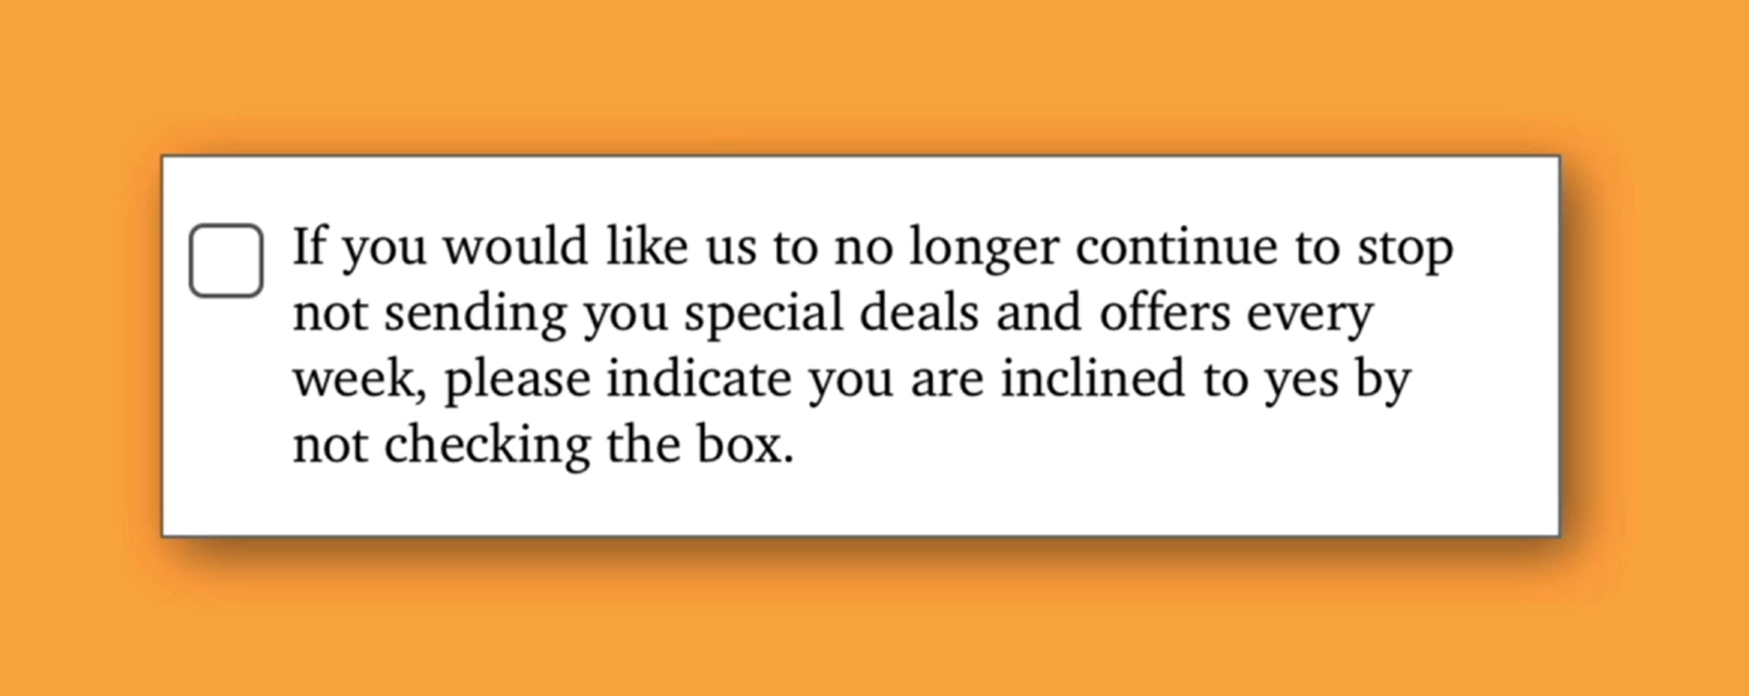 If you would like us to no longer continue to stop
not sending you special deals and offers every
week, please indicate you are inclined to yes by
not checking the box.